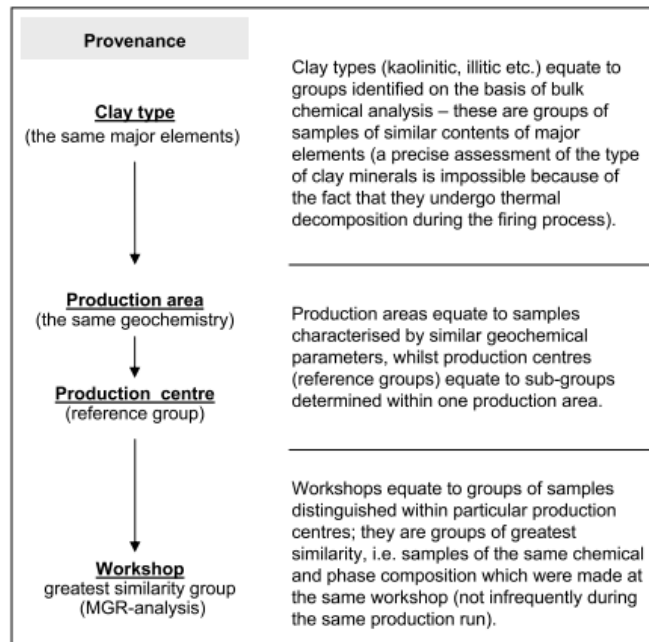 Provenance
Clay type
(the same major elements)
Clay types (kaolinitic, illitic etc.) equate to
groups identified on the basis of bulk
chemical analysis – these are groups of
samples of similar contents of major
elements (a precise assessment of the type
of clay minerals is impossible because of
the fact that they undergo thermal
decomposition during the firing process).
Production area
(the same geochemistry)
Production centre
(reference group)
Production areas equate to samples
characterised by similar geochemical
parameters, whilst production centres
(reference groups) equate to sub-groups
determined within one production area.
Workshop
greatest similarity group
(MGR-analysis)
Workshops equate to groups of samples
distinguished within particular production
centres; they are groups of greatest
similarity, i.e. samples of the same chemical
and phase composition which were made at
the same workshop (not infrequently during
the same production run).